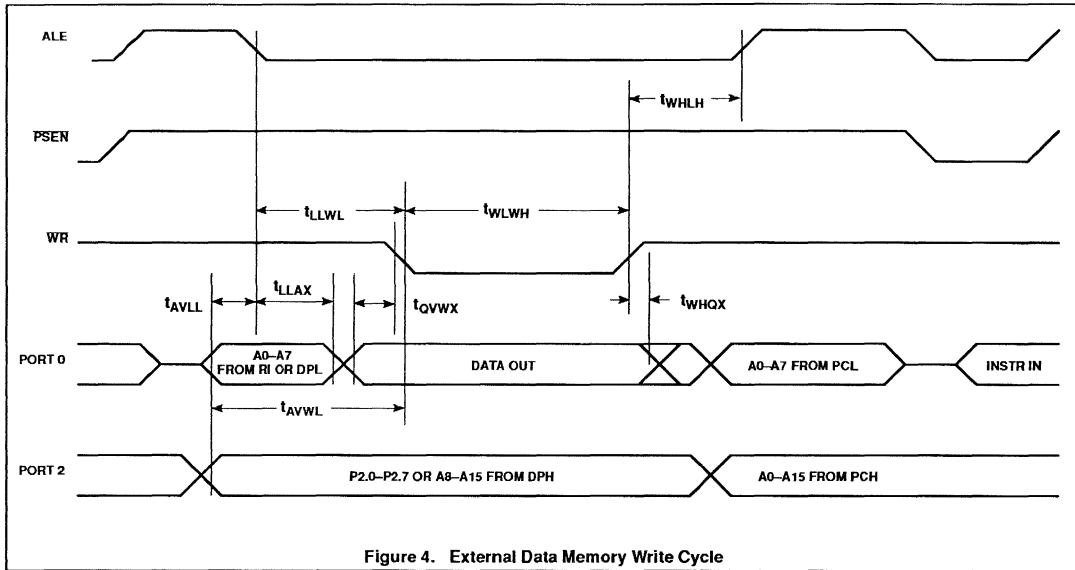 ALE
tWHLH
PSEN
tLLWL
tWLWH
WR
tAVLL
tLLAX
tQVWX
tWHQX
PORT 0
A0–A7
FROM RI OR DPL
DATA OUT
A0–A7 FROM PCL
INSTR IN
tAVWL
PORT 2
P2.0–P2.7 OR A8–A15 FROM DPH
A0–A15 FROM PCH
Figure 4. External Data Memory Write Cycle